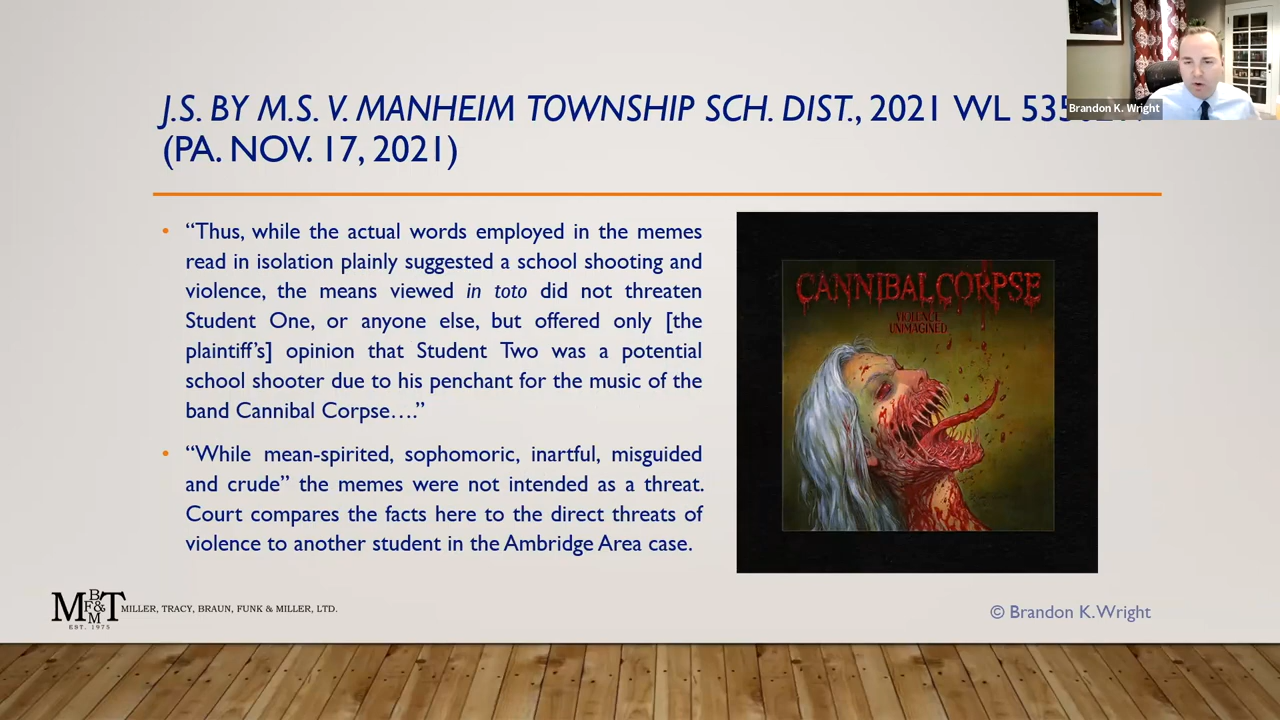 J.S. BY M.S. V. MANHEIM TOWNSHIP SCH. DIST., 2021 WL
(PA. NOV. 17, 2021)
Brandon K. Wright
• “Thus, while the actual words employed in the memes
read in isolation plainly suggested a school shooting and
violence, the means viewed in toto did not threaten
Student One, or anyone else, but offered only [the
plaintiff’s] opinion that Student Two was a potential
school shooter due to his penchant for the music of the
band Cannibal Corpse….”
• “While mean-spirited, sophomoric, inartful, misguided
and crude” the memes were not intended as a threat.
Court compares the facts here to the direct threats of
violence to another student in the Ambridge Area case.
CANNIBAL CORPSE
VIOLENCE
UNIMAGINED
MBFF&MT
MILLER, TRACY, BRAUN, FUNK & MILLER, LTD.
EST. 1975
© Brandon K. Wright